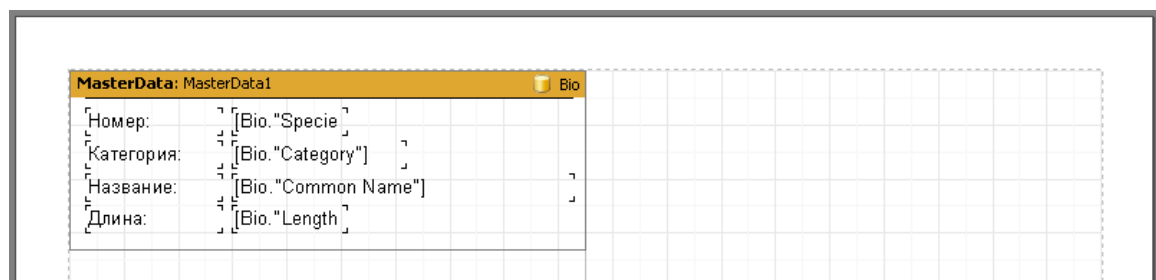 MasterData: MasterData1 Bio
Номер: [Bio."Specie
Категория: [Bio."Category"]
Название: [Bio."Common Name"]
Длина: [Bio."Length